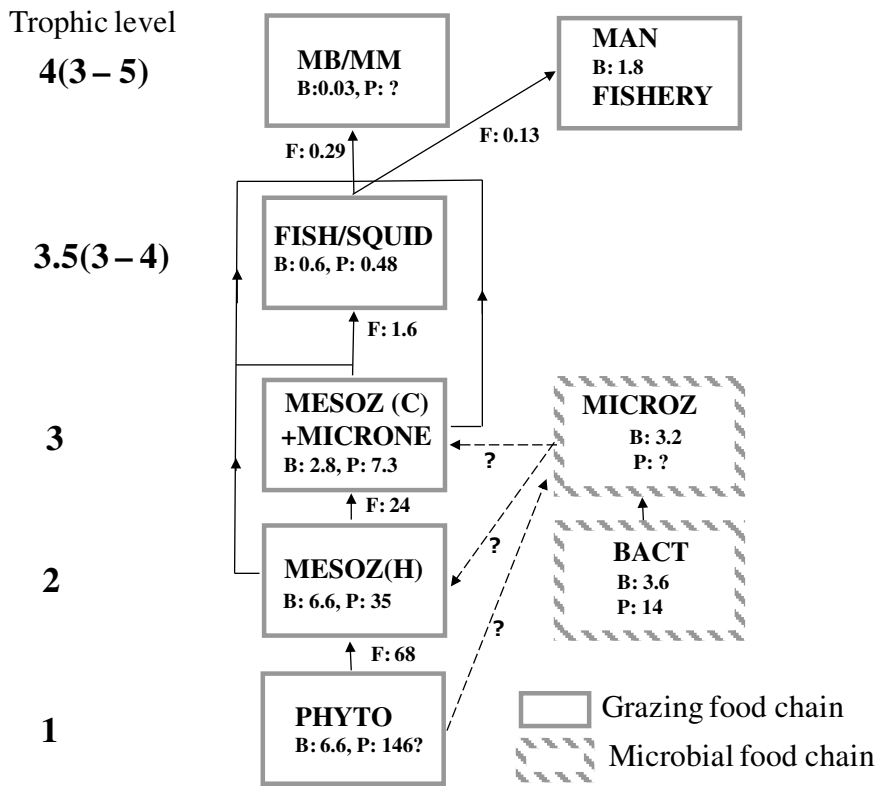 Trophic level
4(3 – 5)
MB/MM
B:0.03, P: ?
MAN
B: 1.8
FISHERY
F: 0.29
F: 0.13
3.5(3 – 4)
FISH/SQUID
B: 0.6, P: 0.48
F: 1.6
3
MESOZ (C)
+MICRONE
B: 2.8, P: 7.3
?
MICROZ
B: 3.2
P: ?
F: 24
2
MESOZ(H)
B: 6.6, P: 35
?
?
BACT
B: 3.6
P: 14
F: 68
1
PHYTO
B: 6.6, P: 146?
Grazing food chain
Microbial food chain